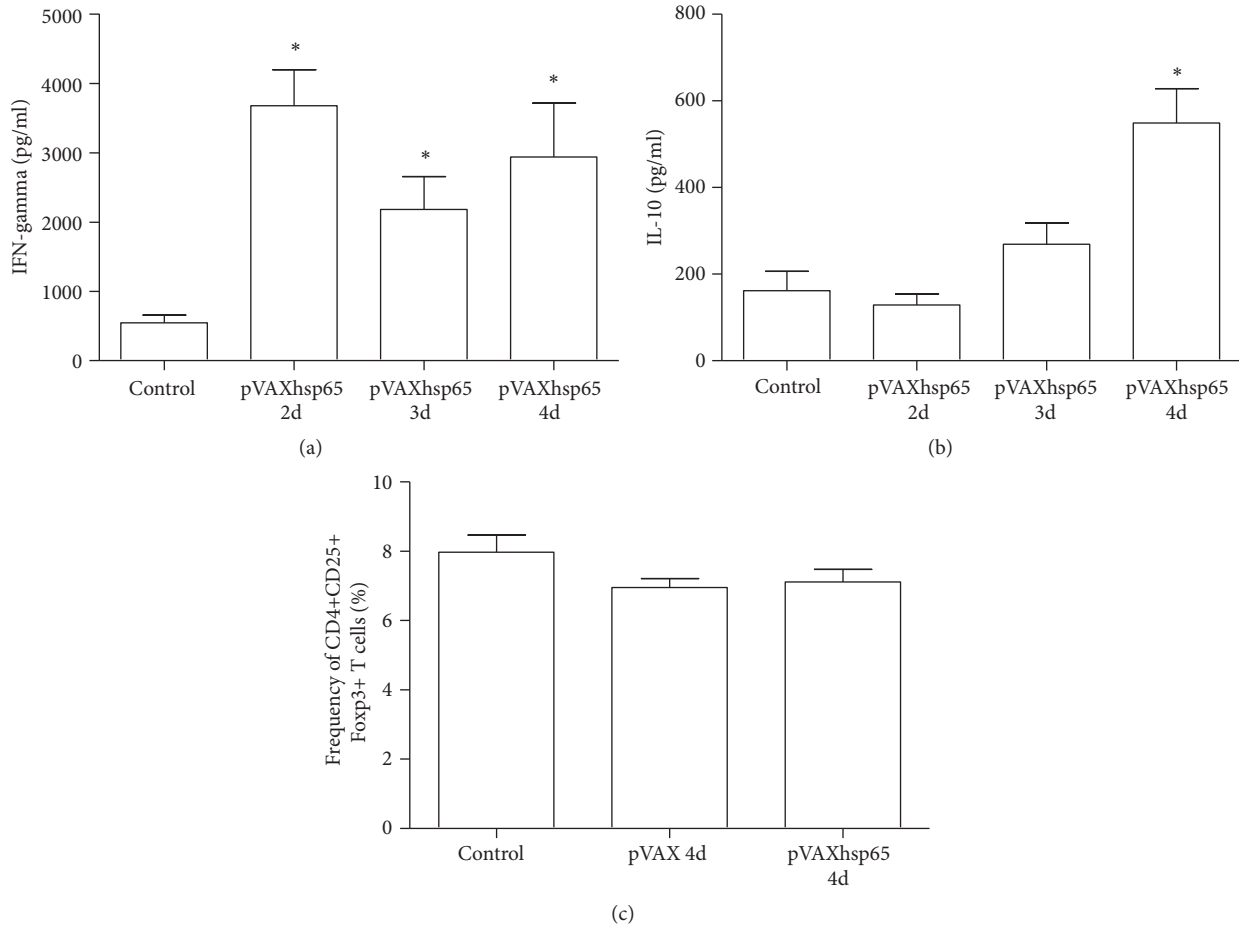 5000
4000
3000
2000
1000
0
IFN-gamma (pg/ml)
*
*
*
Control
pVAXhsp65
2d
pVAXhsp65
3d
pVAXhsp65
4d
(a)
800
600
400
200
0
IL-10 (pg/ml)
*
Control
pVAXhsp65
2d
pVAXhsp65
3d
pVAXhsp65
4d
(b)
10
8
6
4
2
0
Frequency of CD4+CD25+
Foxp3+ T cells (%)
Control
pVAX 4d
pVAXhsp65
4d
(c)